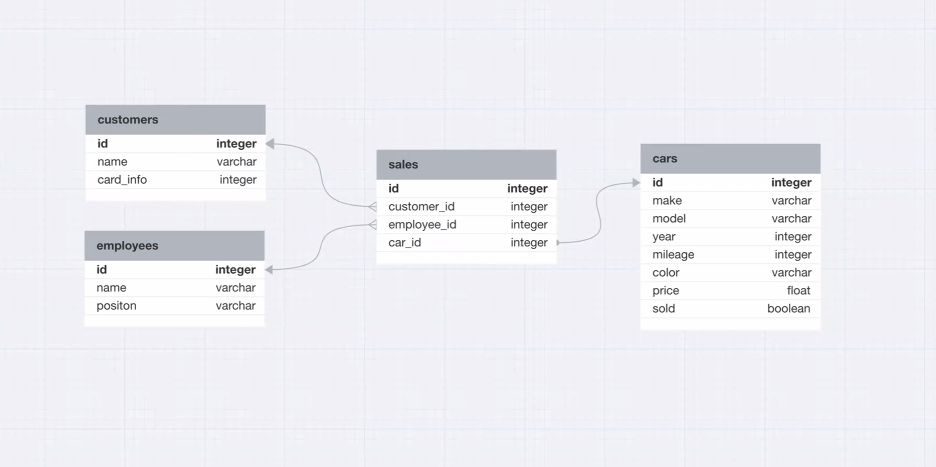 customers
id integer
name varchar
card_info integer
employees
id integer
name varchar
positon varchar
sales
id integer
customer_id integer
employee_id integer
car_id integer
cars
id integer
make varchar
model varchar
year integer
mileage integer
color varchar
price float
sold boolean